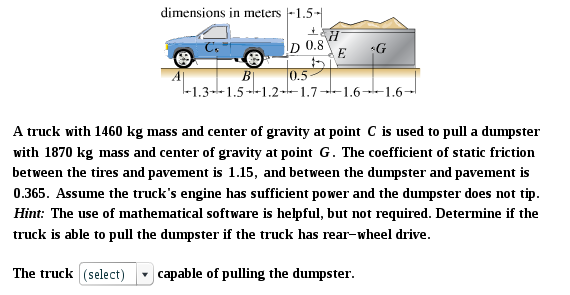 dimensions in meters 1.5
H
C
D 0.8 E G
A B 0.5
1.3 1.5 1.2 1.7 1.6 1.6
A truck with 1460 kg mass and center of gravity at point C is used to pull a dumpster
with 1870 kg mass and center of gravity at point G. The coefficient of static friction
between the tires and pavement is 1.15, and between the dumpster and pavement is
0.365. Assume the truck's engine has sufficient power and the dumpster does not tip.
Hint: The use of mathematical software is helpful, but not required. Determine if the
truck is able to pull the dumpster if the truck has rear-wheel drive.
The truck (select) capable of pulling the dumpster.